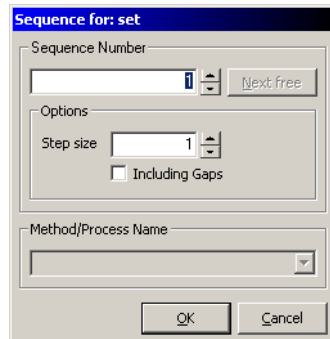 Sequence for: set
Sequence Number
1 Next free
Options
Step size 1
Including Gaps
Method/Process Name
OK Cancel